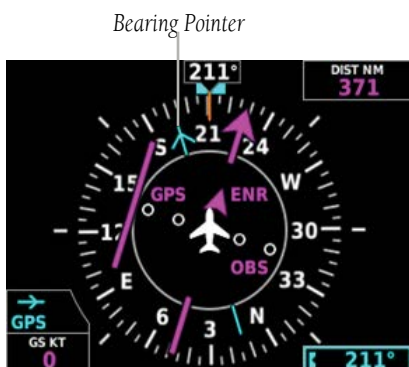 Bearing Pointer
211°
DIST NM
371
S 21 24
15 W
GPS ENR
12 30
OBS
E 33
6 3 N
GPS
GS KT
0
211°